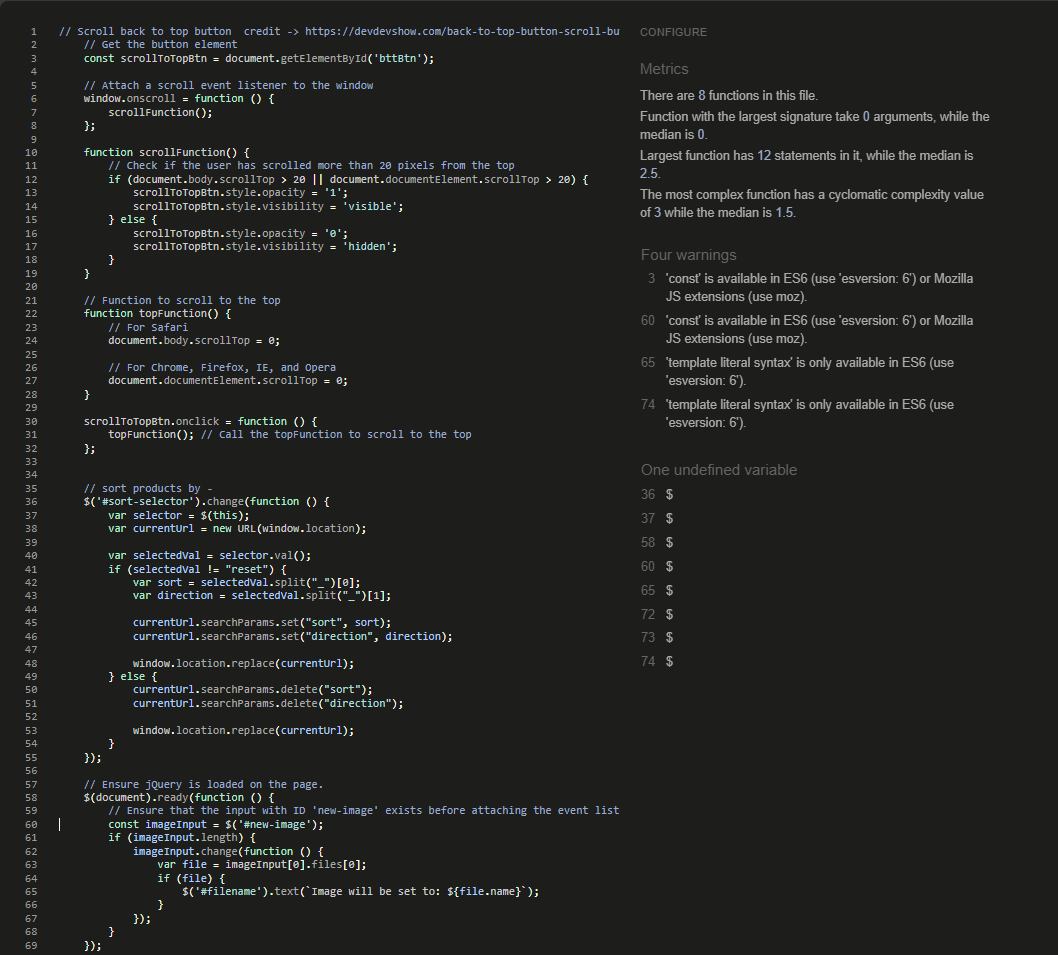 1 // Scroll back to top button  credit -> https://devdevshow.com/back-to-top-button-scroll-bu
2     // Get the button element
3     const scrollToTopBtn = document.getElementById('bttBtn');
4
5     // Attach a scroll event listener to the window
6     window.onscroll = function () {
7         scrollFunction();
8     };
9
10     function scrollFunction() {
11         // Check if the user has scrolled more than 20 pixels from the top
12         if (document.body.scrollTop > 20 || document.documentElement.scrollTop > 20) {
13             scrollToTopBtn.style.opacity = '1';
14             scrollToTopBtn.style.visibility = 'visible';
15         } else {
16             scrollToTopBtn.style.opacity = '0';
17             scrollToTopBtn.style.visibility = 'hidden';
18         }
19     }
20
21     // Function to scroll to the top
22     function topFunction() {
23         // For Safari
24         document.body.scrollTop = 0;
25
26         // For Chrome, Firefox, IE, and Opera
27         document.documentElement.scrollTop = 0;
28     }
29
30     scrollToTopBtn.onclick = function () {
31         topFunction(); // Call the topFunction to scroll to the top
32     };
33
34
35     // sort products by -
36     $('#sort-selector').change(function () {
37         var selector = $(this);
38         var currentUrl = new URL(window.location);
39
40         var selectedVal = selector.val();
41         if (selectedVal != "reset") {
42             var sort = selectedVal.split("_")[0];
43             var direction = selectedVal.split("_")[1];
44
45             currentUrl.searchParams.set("sort", sort);
46             currentUrl.searchParams.set("direction", direction);
47
48             window.location.replace(currentUrl);
49         } else {
50             currentUrl.searchParams.delete("sort");
51             currentUrl.searchParams.delete("direction");
52
53             window.location.replace(currentUrl);
54         }
55     });
56
57     // Ensure jQuery is loaded on the page.
58     $(document).ready(function () {
59         // Ensure that the input with ID 'new-image' exists before attaching the event list
60         const imageInput = $('#new-image');
61         if (imageInput.length) {
62             imageInput.change(function () {
63                 var file = imageInput[0].files[0];
64                 if (file) {
65                     $('#filename').text(`Image will be set to: ${file.name}`);
66                 }
67             });
68         }
69     });
CONFIGURE
Metrics
There are 8 functions in this file.
Function with the largest signature take 0 arguments, while the
median is 0.
Largest function has 12 statements in it, while the median is
2.5.
The most complex function has a cyclomatic complexity value
of 3 while the median is 1.5.
Four warnings
3 'const' is available in ES6 (use 'esversion: 6') or Mozilla
JS extensions (use moz).
60 'const' is available in ES6 (use 'esversion: 6') or Mozilla
JS extensions (use moz).
65 'template literal syntax' is only available in ES6 (use
'esversion: 6').
74 'template literal syntax' is only available in ES6 (use
'esversion: 6').
One undefined variable
36 $
37 $
58 $
60 $
65 $
72 $
73 $
74 $